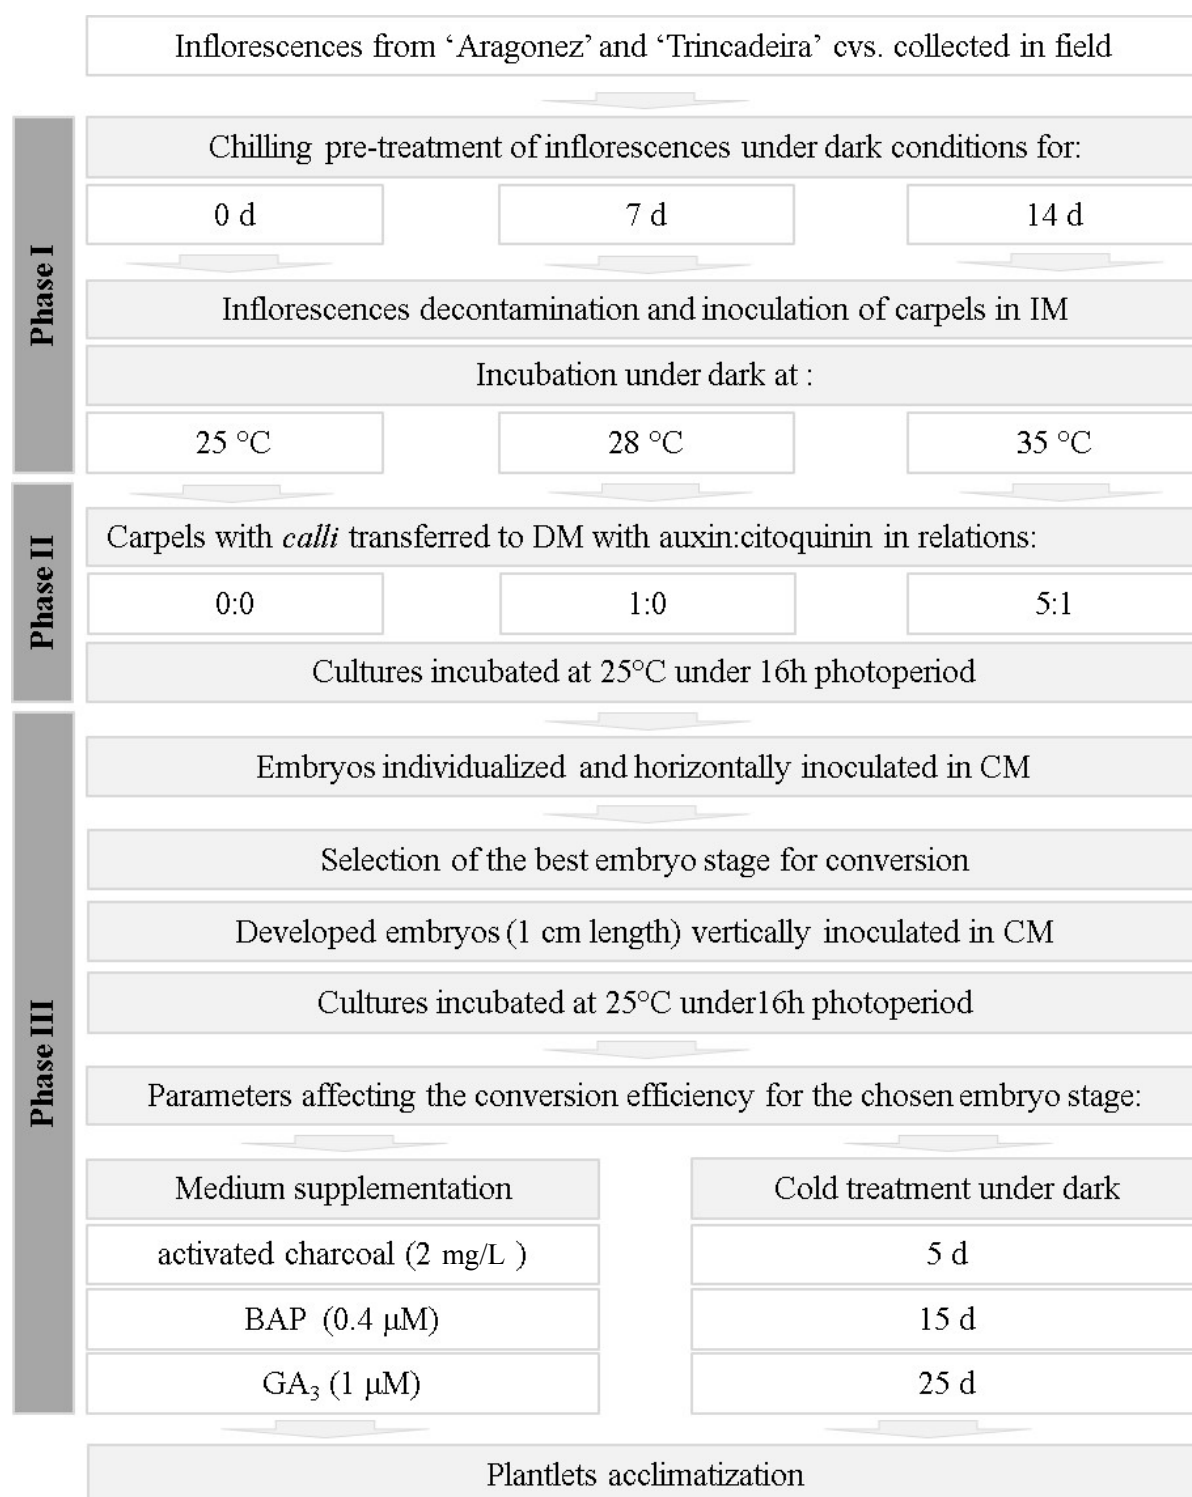 Inflorescences from ‘Aragonez’ and ‘Trincadeira’ cvs. collected in field
Phase I
Chilling pre-treatment of inflorescences under dark conditions for:
0 d
7 d
14 d
Inflorescences decontamination and inoculation of carpels in IM
Incubation under dark at :
25 °C
28 °C
35 °C
Phase II
Carpels with calli transferred to DM with auxin:citoquinin in relations:
0:0
1:0
5:1
Cultures incubated at 25°C under 16h photoperiod
Phase III
Embryos individualized and horizontally inoculated in CM
Selection of the best embryo stage for conversion
Developed embryos (1 cm length) vertically inoculated in CM
Cultures incubated at 25°C under16h photoperiod
Parameters affecting the conversion efficiency for the chosen embryo stage:
Medium supplementation
activated charcoal (2 mg/L )
BAP (0.4 µM)
GA₃ (1 µM)
Cold treatment under dark
5 d
15 d
25 d
Plantlets acclimatization